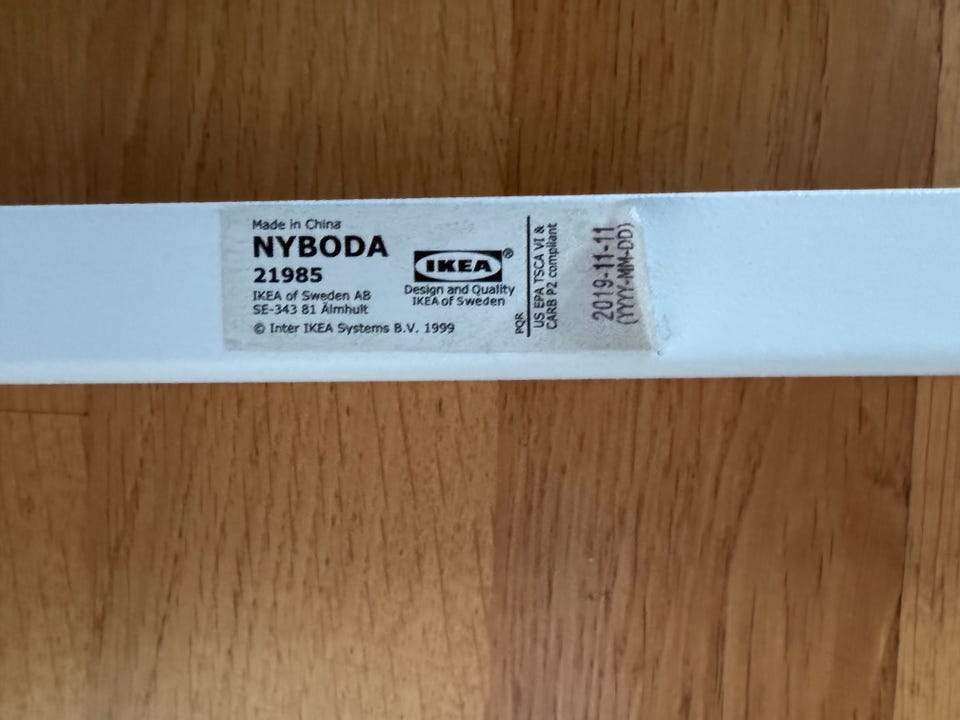 Made in China
NYBODA
21985
IKEA of Sweden AB
SE-343 81 Älmhult
© Inter IKEA Systems B.V. 1999
IKEA®
Design and Quality
IKEA of Sweden
PQR
US EPA TSCA VI &
CARB P2 compliant
2019-11-11
(YYYY-MM-DD)